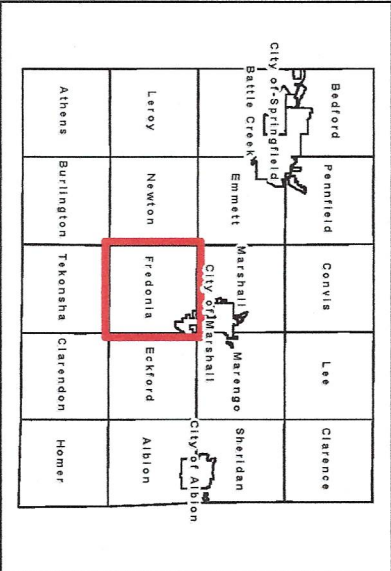 Bedford
Pennfield
Convis
Lee
Clarence
City of Springfield
Battle Creek
Emmett
Marshall
City of Marshall
Marengo
Sheridan
City of Albion
Leroy
Newton
Fredonia
Eckford
Albion
Athens
Burlington
Tekonsha
Clarendon
Homer